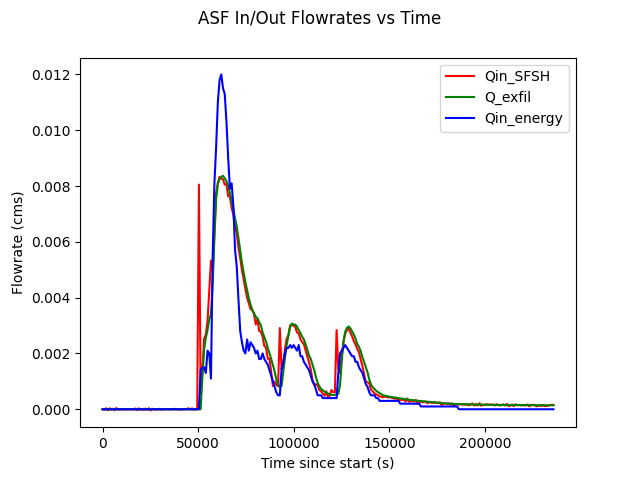 ASF In/Out Flowrates vs Time
Qin_SFSH
Q_exfil
Qin_energy
0.012
0.010
0.008
0.006
0.004
0.002
0.000
Flowrate (cms)
0
50000
100000
150000
200000
Time since start (s)